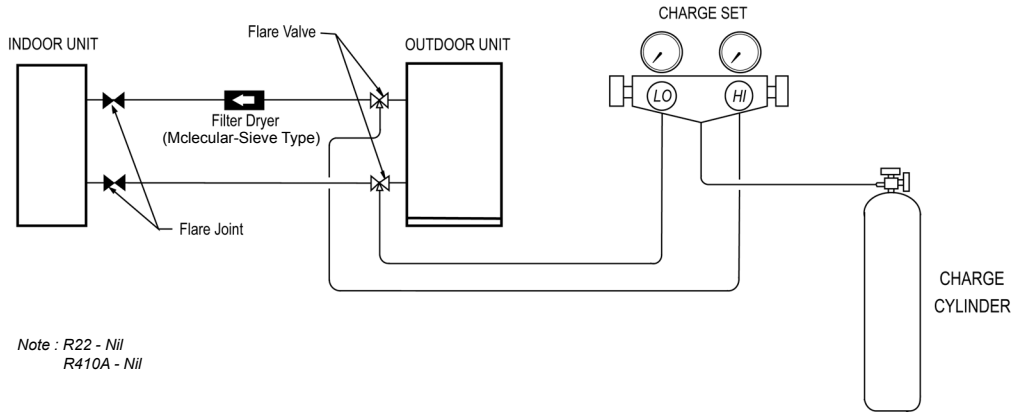 CHARGE SET
Flare Valve
INDOOR UNIT
OUTDOOR UNIT
LO
HI
Filter Dryer
(Mclecular-Sieve Type)
Flare Joint
CHARGE
CYLINDER
Note : R22 - Nil
R410A - Nil